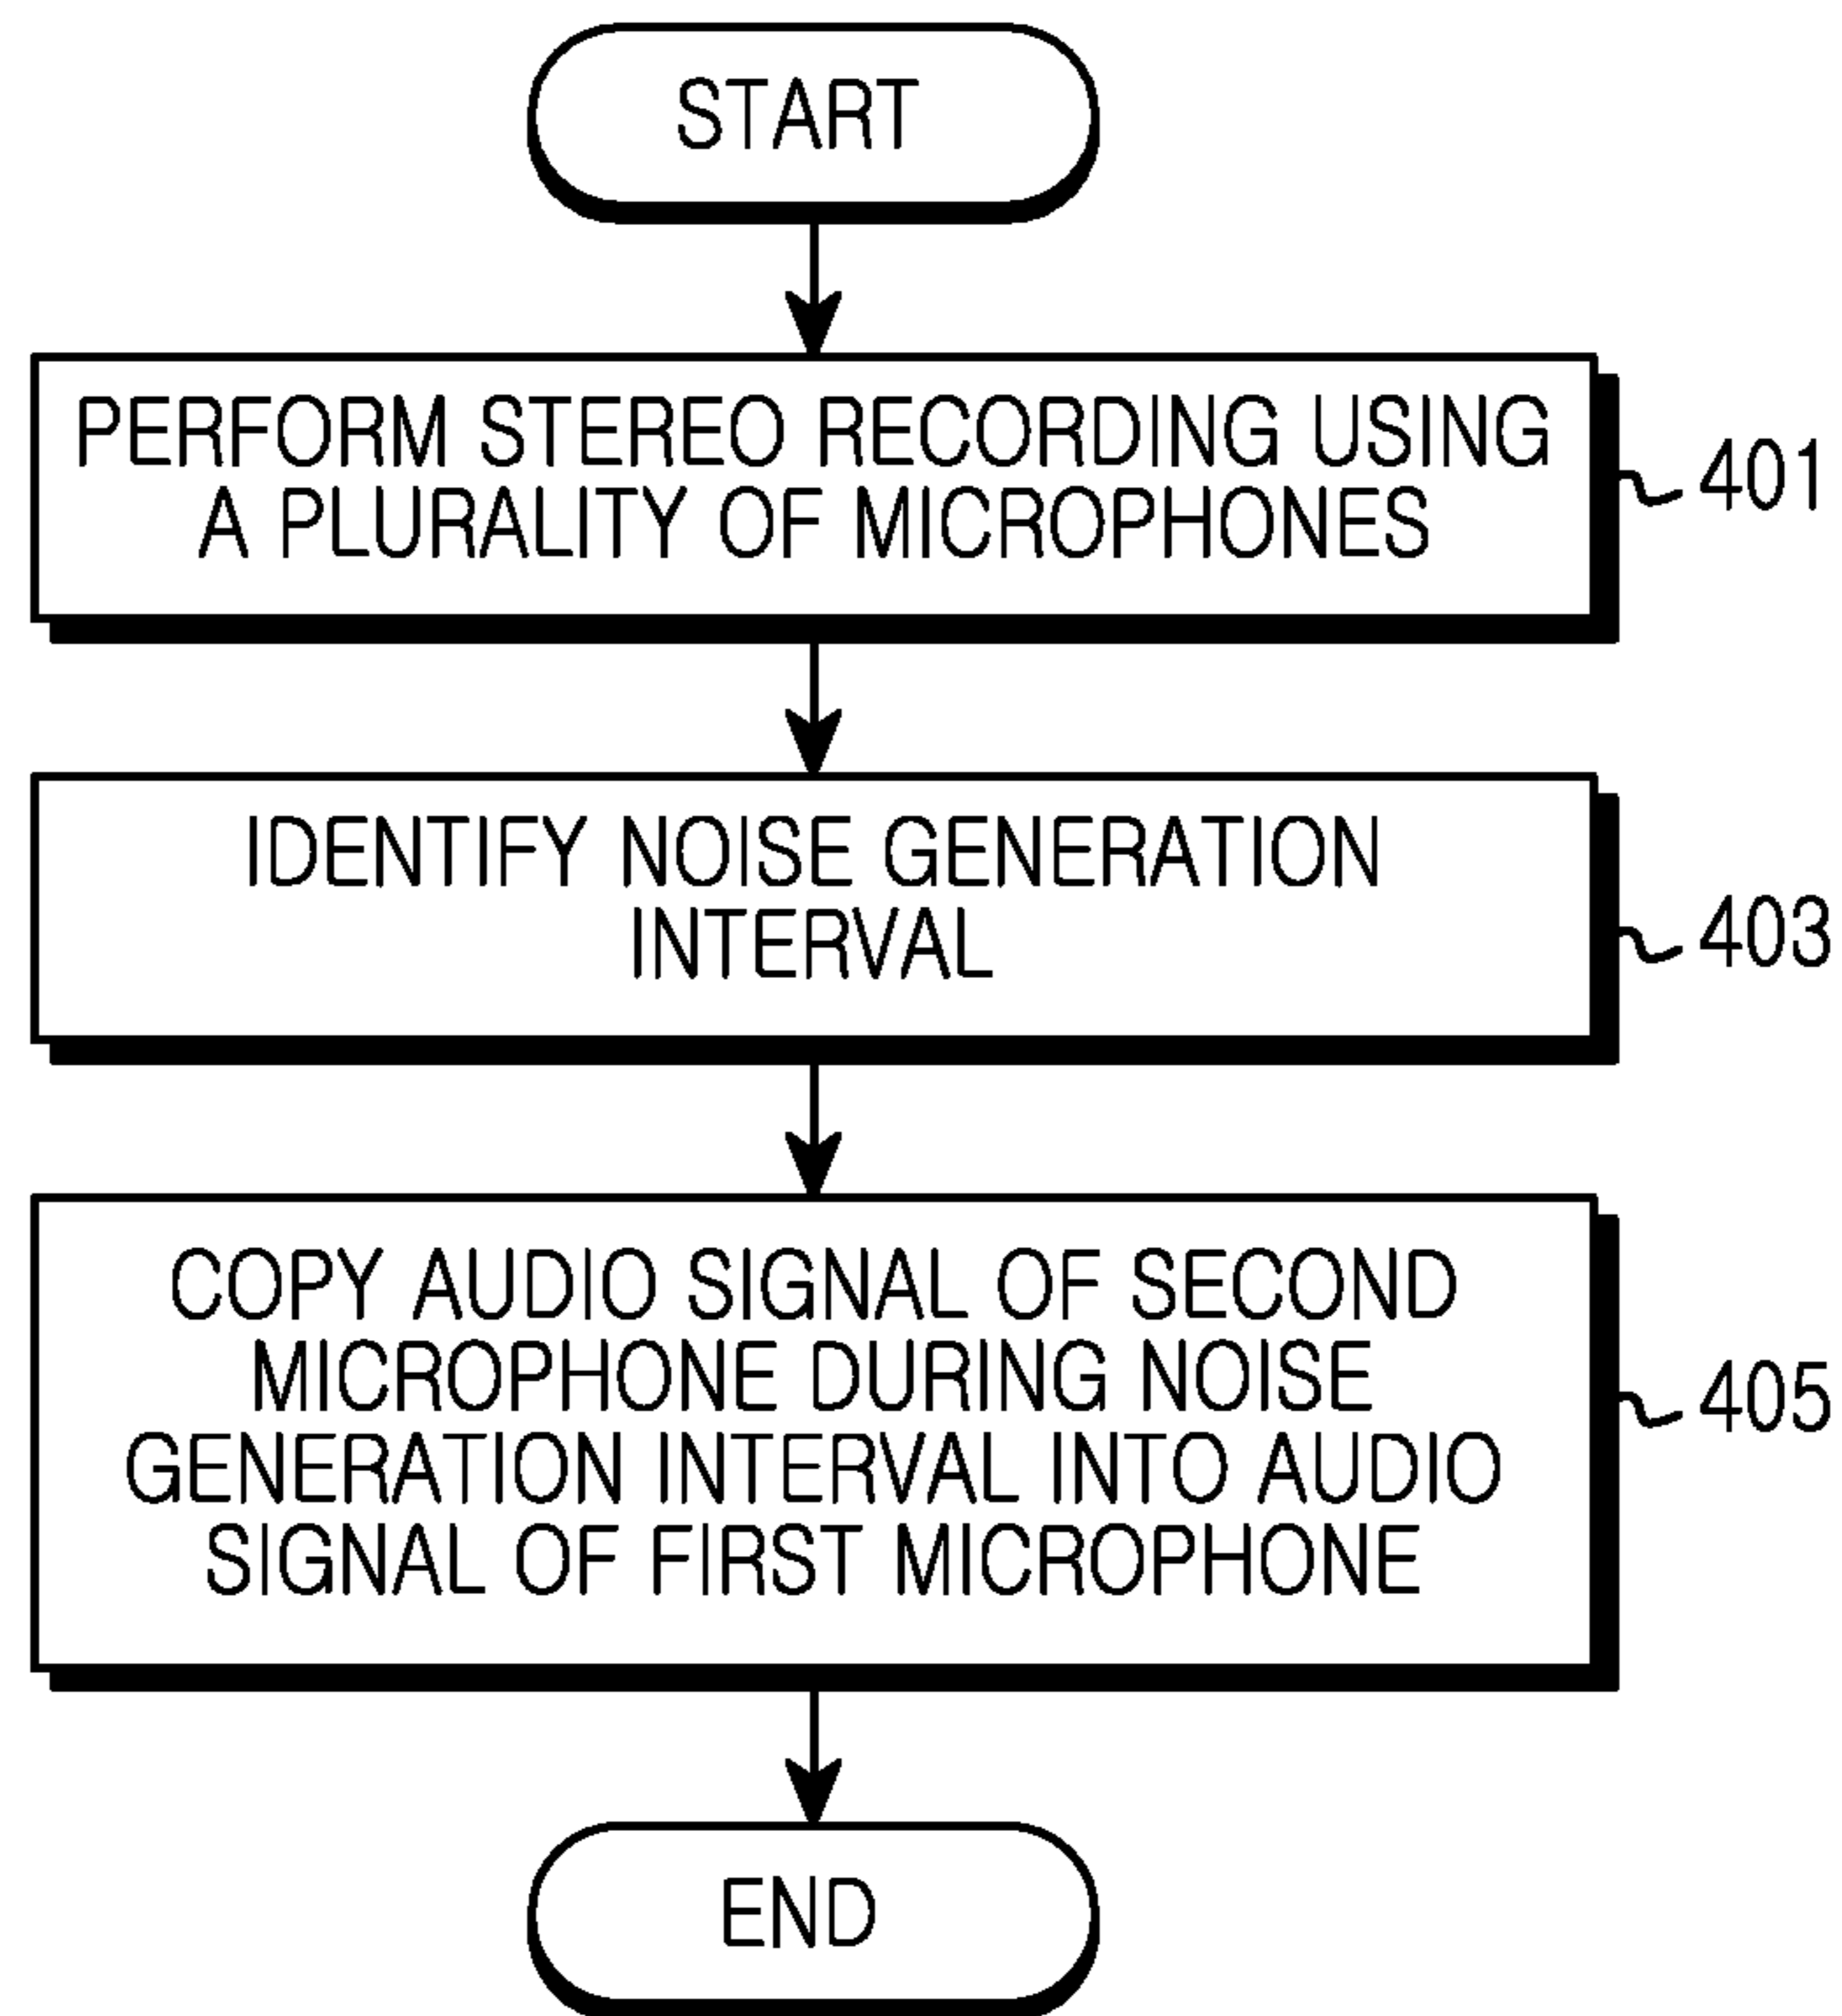 START
PERFORM STEREO RECORDING USING
A PLURALITY OF MICROPHONES
401
IDENTIFY NOISE GENERATION
INTERVAL
403
COPY AUDIO SIGNAL OF SECOND
MICROPHONE DURING NOISE
GENERATION INTERVAL INTO AUDIO
SIGNAL OF FIRST MICROPHONE
405
END